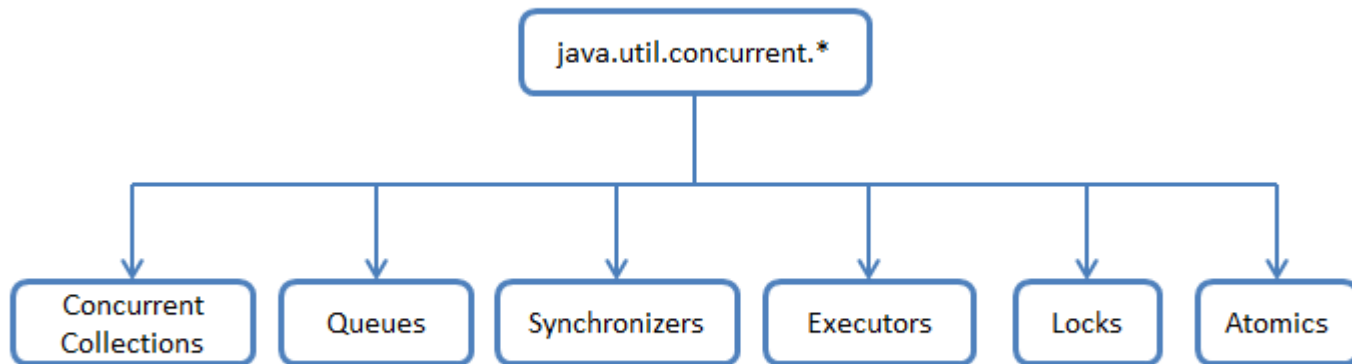 java.util.concurrent.*
Concurrent
Collections
Queues
Synchronizers
Executors
Locks
Atomics